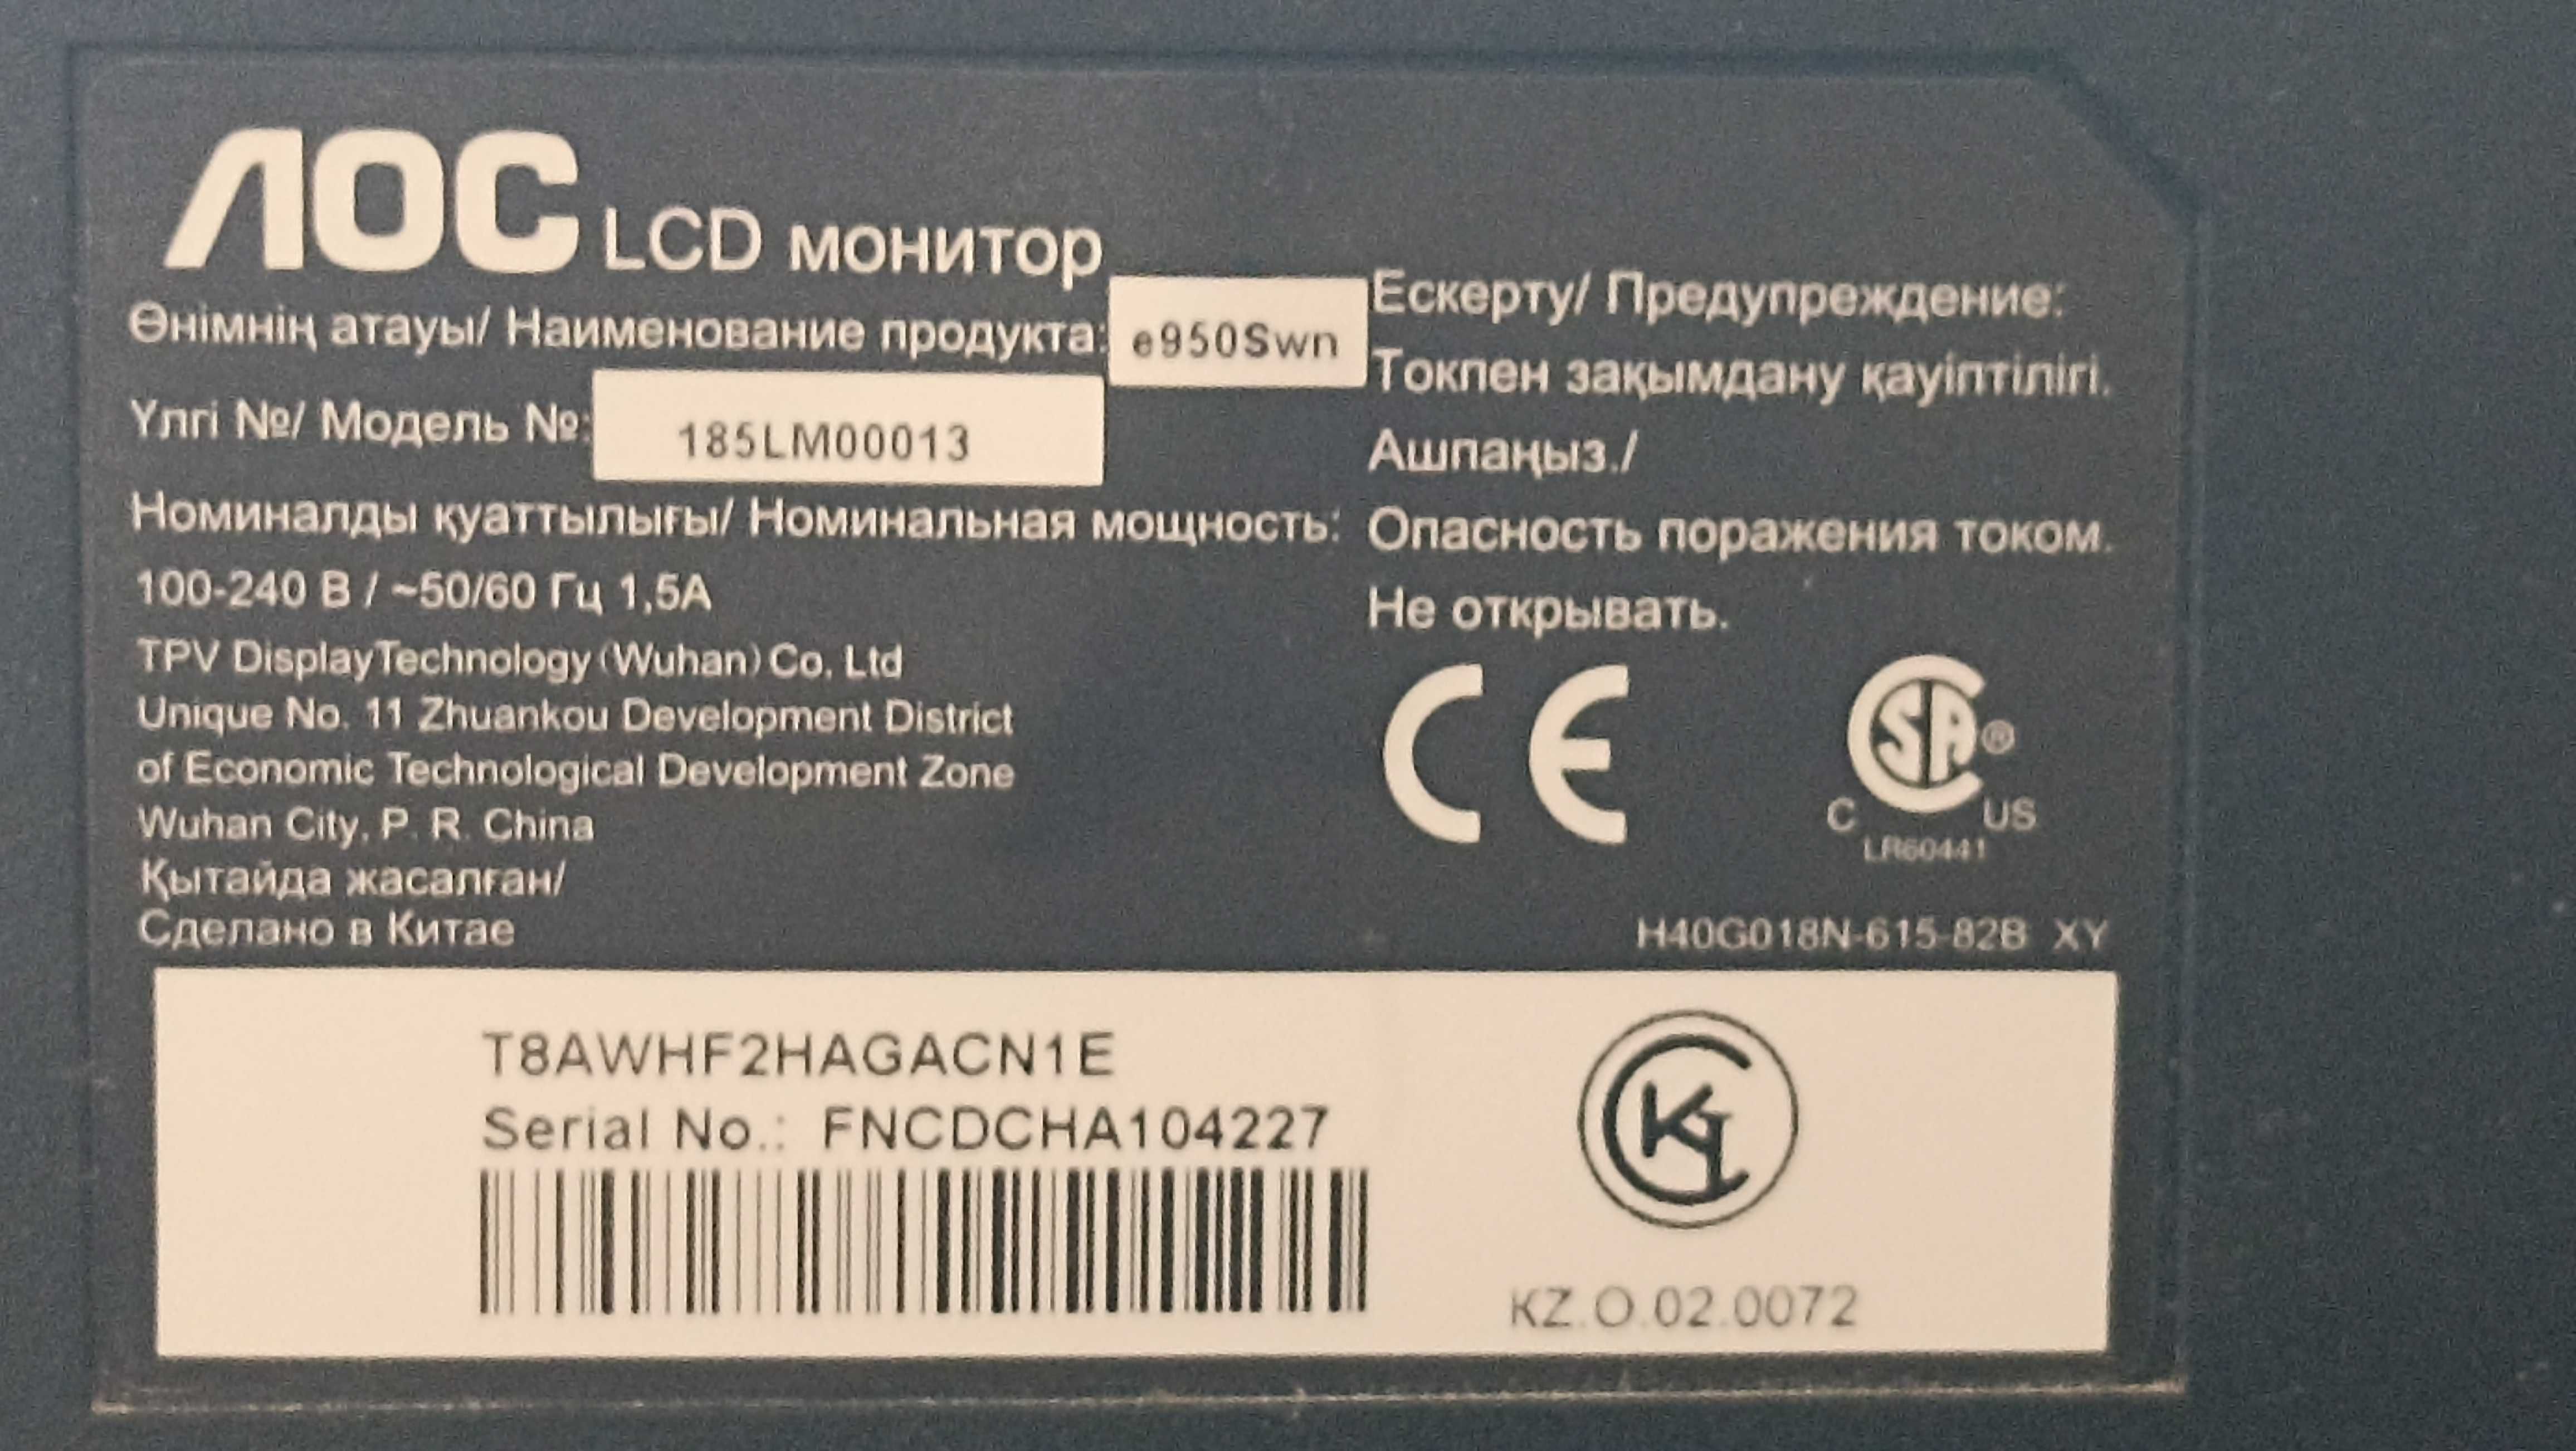 AOC LCD монитор
Өнімнің атауы/ Наименование продукта: e950Swn
Үлгі №/ Модель №: 185LM00013
Номиналды қуаттылығы/ Номинальная мощность:
100-240 В / ~50/60 Гц 1,5А
TPV DisplayTechnology (Wuhan) Co. Ltd
Unique No. 11 Zhuankou Development District
of Economic Technological Development Zone
Wuhan City, P. R. China
Қытайда жасалған/
Сделано в Китае
Ескерту/ Предупреждение:
Токпен зақымдану қауіптілігі.
Ашпаңыз./
Опасность поражения током.
Не открывать.
CE
SA®
C US
LR60441
H40G018N-615-82B XY
T8AWHF2HAGACN1E
Serial No.: FNCDCHA104227
KZ.O.02.0072